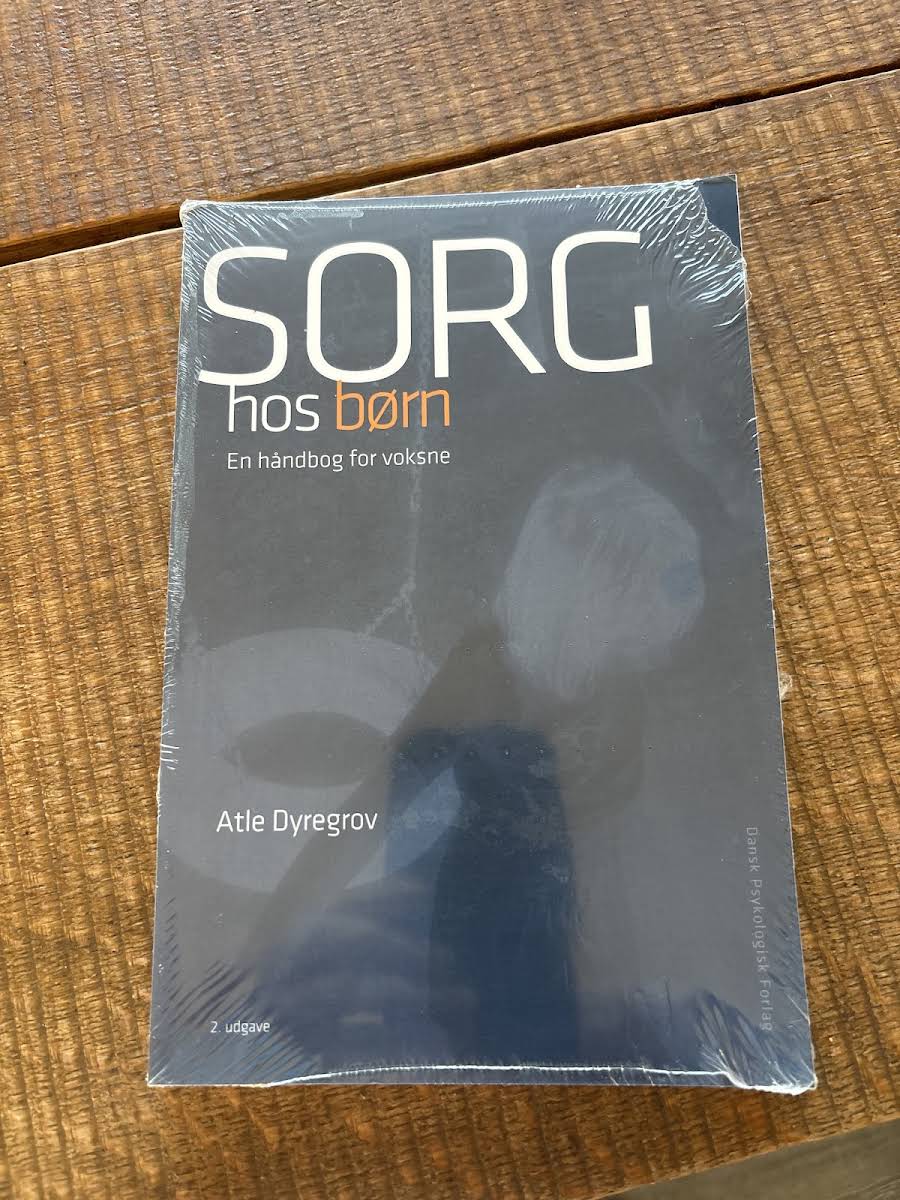 SORG
hos børn
En håndbog for voksne
Atle Dyregrov
Dansk Psykologisk Forlag
2. udgave